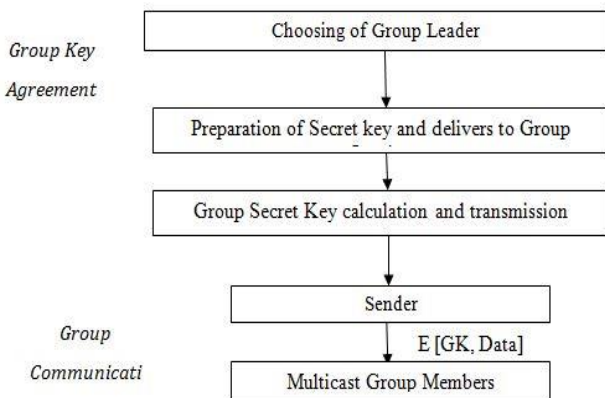 Choosing of Group Leader
Group Key
Agreement
Preparation of Secret key and delivers to Group
Group Secret Key calculation and transmission
Sender
E [GK, Data]
Group
Communicati
Multicast Group Members